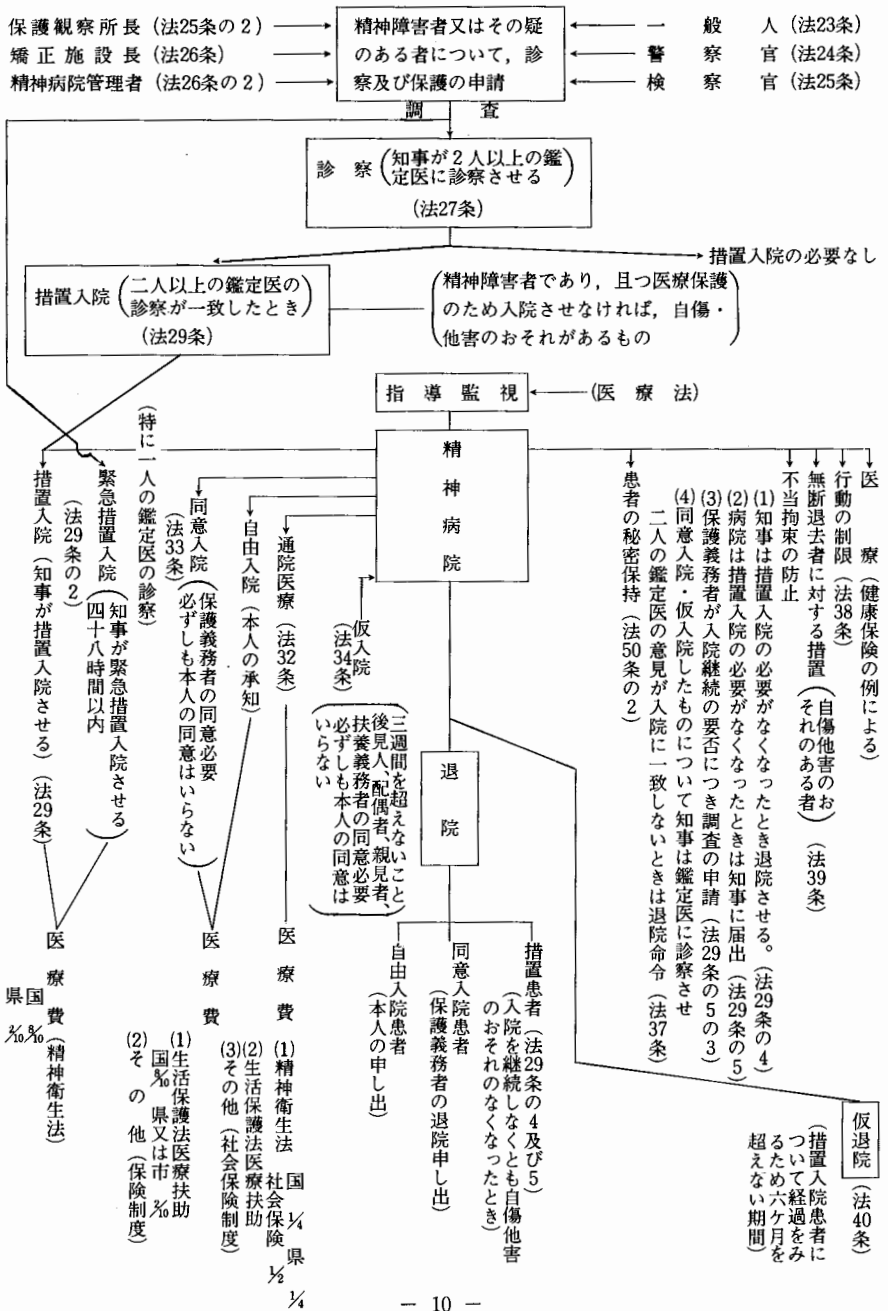 保護観察所長（法25条の2）
矯正施設長（法26条）
精神病院管理者（法26条の2）
精神障害者又はその疑
のある者について，診
察及び保護の申請
一般人（法23条）
警察官（法24条）
検察官（法25条）
調査
診察（知事が2人以上の鑑
定医に診察させる）
（法27条）
措置入院の必要なし
措置入院（二人以上の鑑定医の
診察が一致したとき）
（法29条）
（精神障害者であり，且つ医療保護
のため入院させなければ，自傷・
他害のおそれがあるもの）
指導監視
（医療法）
精神病院
医療（健康保険の例による）
行動の制限（法38条）
無断退去者に対する措置（自傷他害のお
それのある者）（法39条）
不当拘束の防止
(1)知事は措置入院の必要がなくなったとき退院させる。（法29条の4）
(2)病院は措置入院の必要がなくなったときは知事に届出（法29条の5）
(3)保護義務者が入院継続の要否につき調査の申請（法29条の5の3）
(4)同意入院・仮入院したものについて知事は鑑定医に診察させ
二人の鑑定医の意見が入院に一致しないときは退院命令（法37条）
患者の秘密保持（法50条の2）
仮入院
（法34条）
（三週間を超えないこと
後見人、配偶者、親見者、
扶養義務者の同意必要
必ずしも本人の同意は
いらない）
通院医療（法32条）
自由入院（本人の承知）
同意入院（保護義務者の同意必要
必ずしも本人の同意はいらない）
（法33条）
（特に一人の鑑定医の診察）
緊急措置入院（知事が緊急措置入院させる
四十八時間以内）
（法29条の2）
措置入院（知事が措置入院させる）（法29条）
退院
措置患者（法29条の4及び5）
（入院を継続しなくとも自傷他害
のおそれのなくなったとき）
同意入院患者
（保護義務者の退院申し出）
自由入院患者
（本人の申し出）
仮退院（法40条）
（措置入院患者に
ついて経過をみ
るため六ケ月を
超えない期間）
医療費
(1)精神衛生法 国1/4県1/4
社会保険1/2
(2)生活保護法医療扶助
(3)その他（社会保険制度）
医療費
(1)生活保護法医療扶助
国8/10 県又は市2/10
(2)その他（保険制度）
医療費（精神衛生法）
国8/10
県2/10
— 10 —